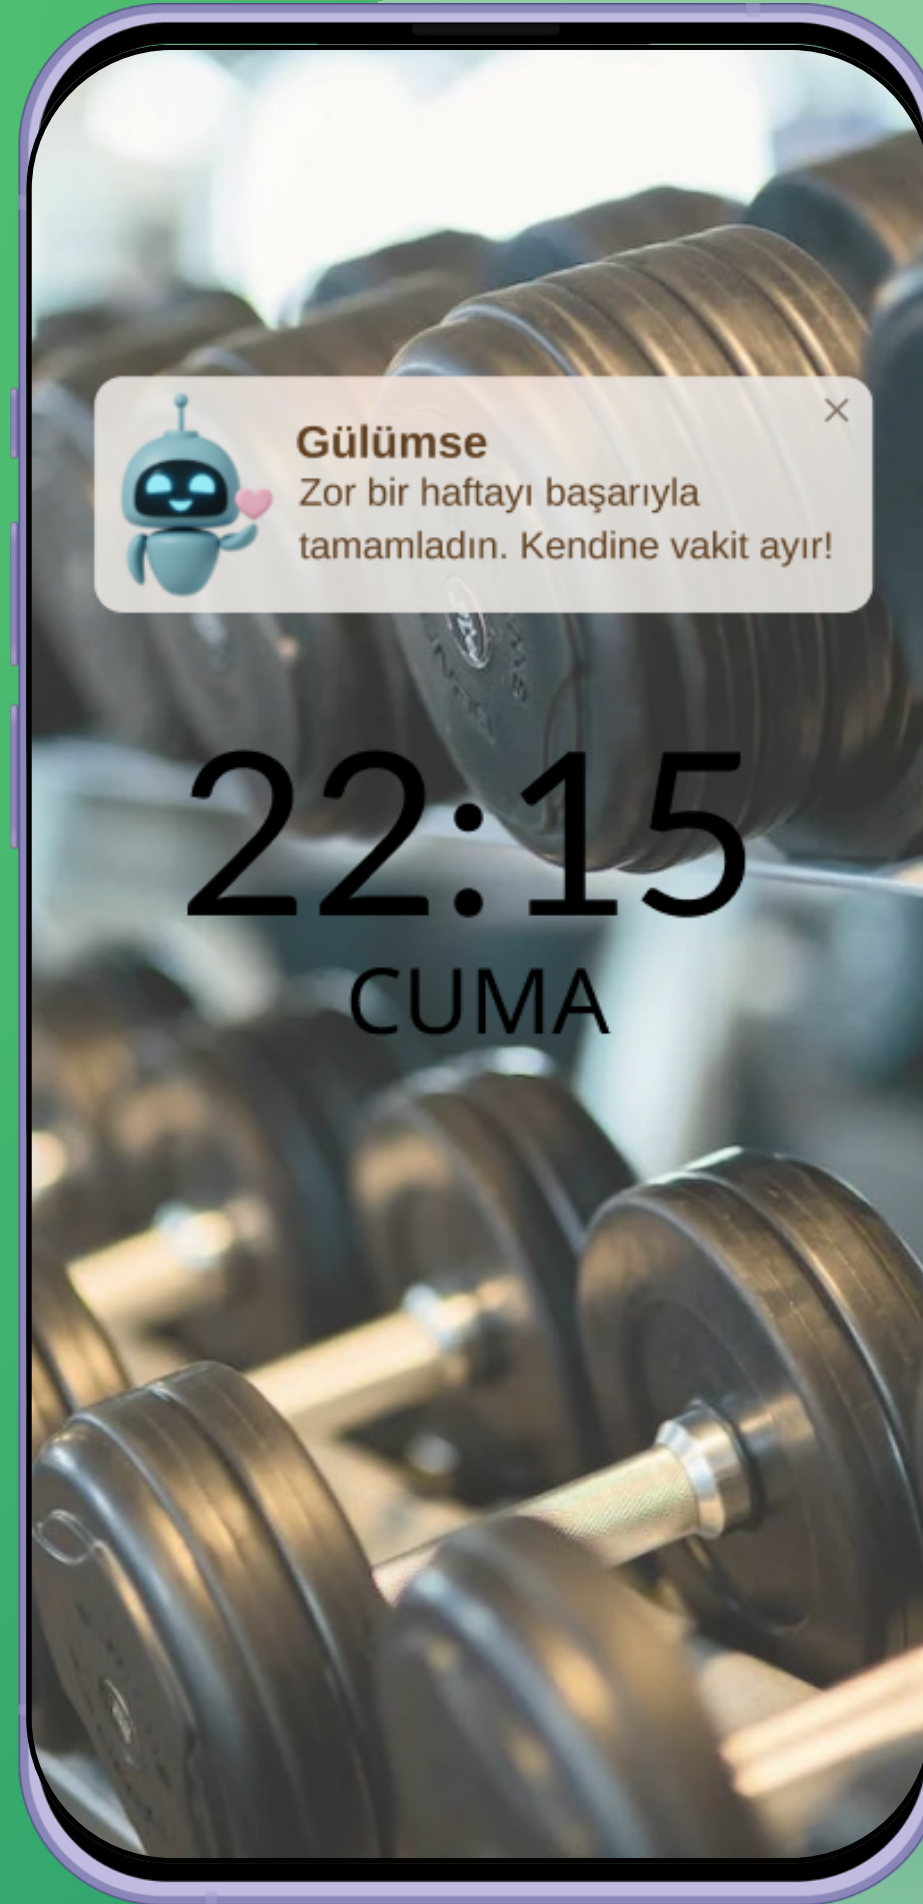 Gülümse
Zor bir haftayı başarıyla
tamamladın. Kendine vakit ayır!
22:15
CUMA